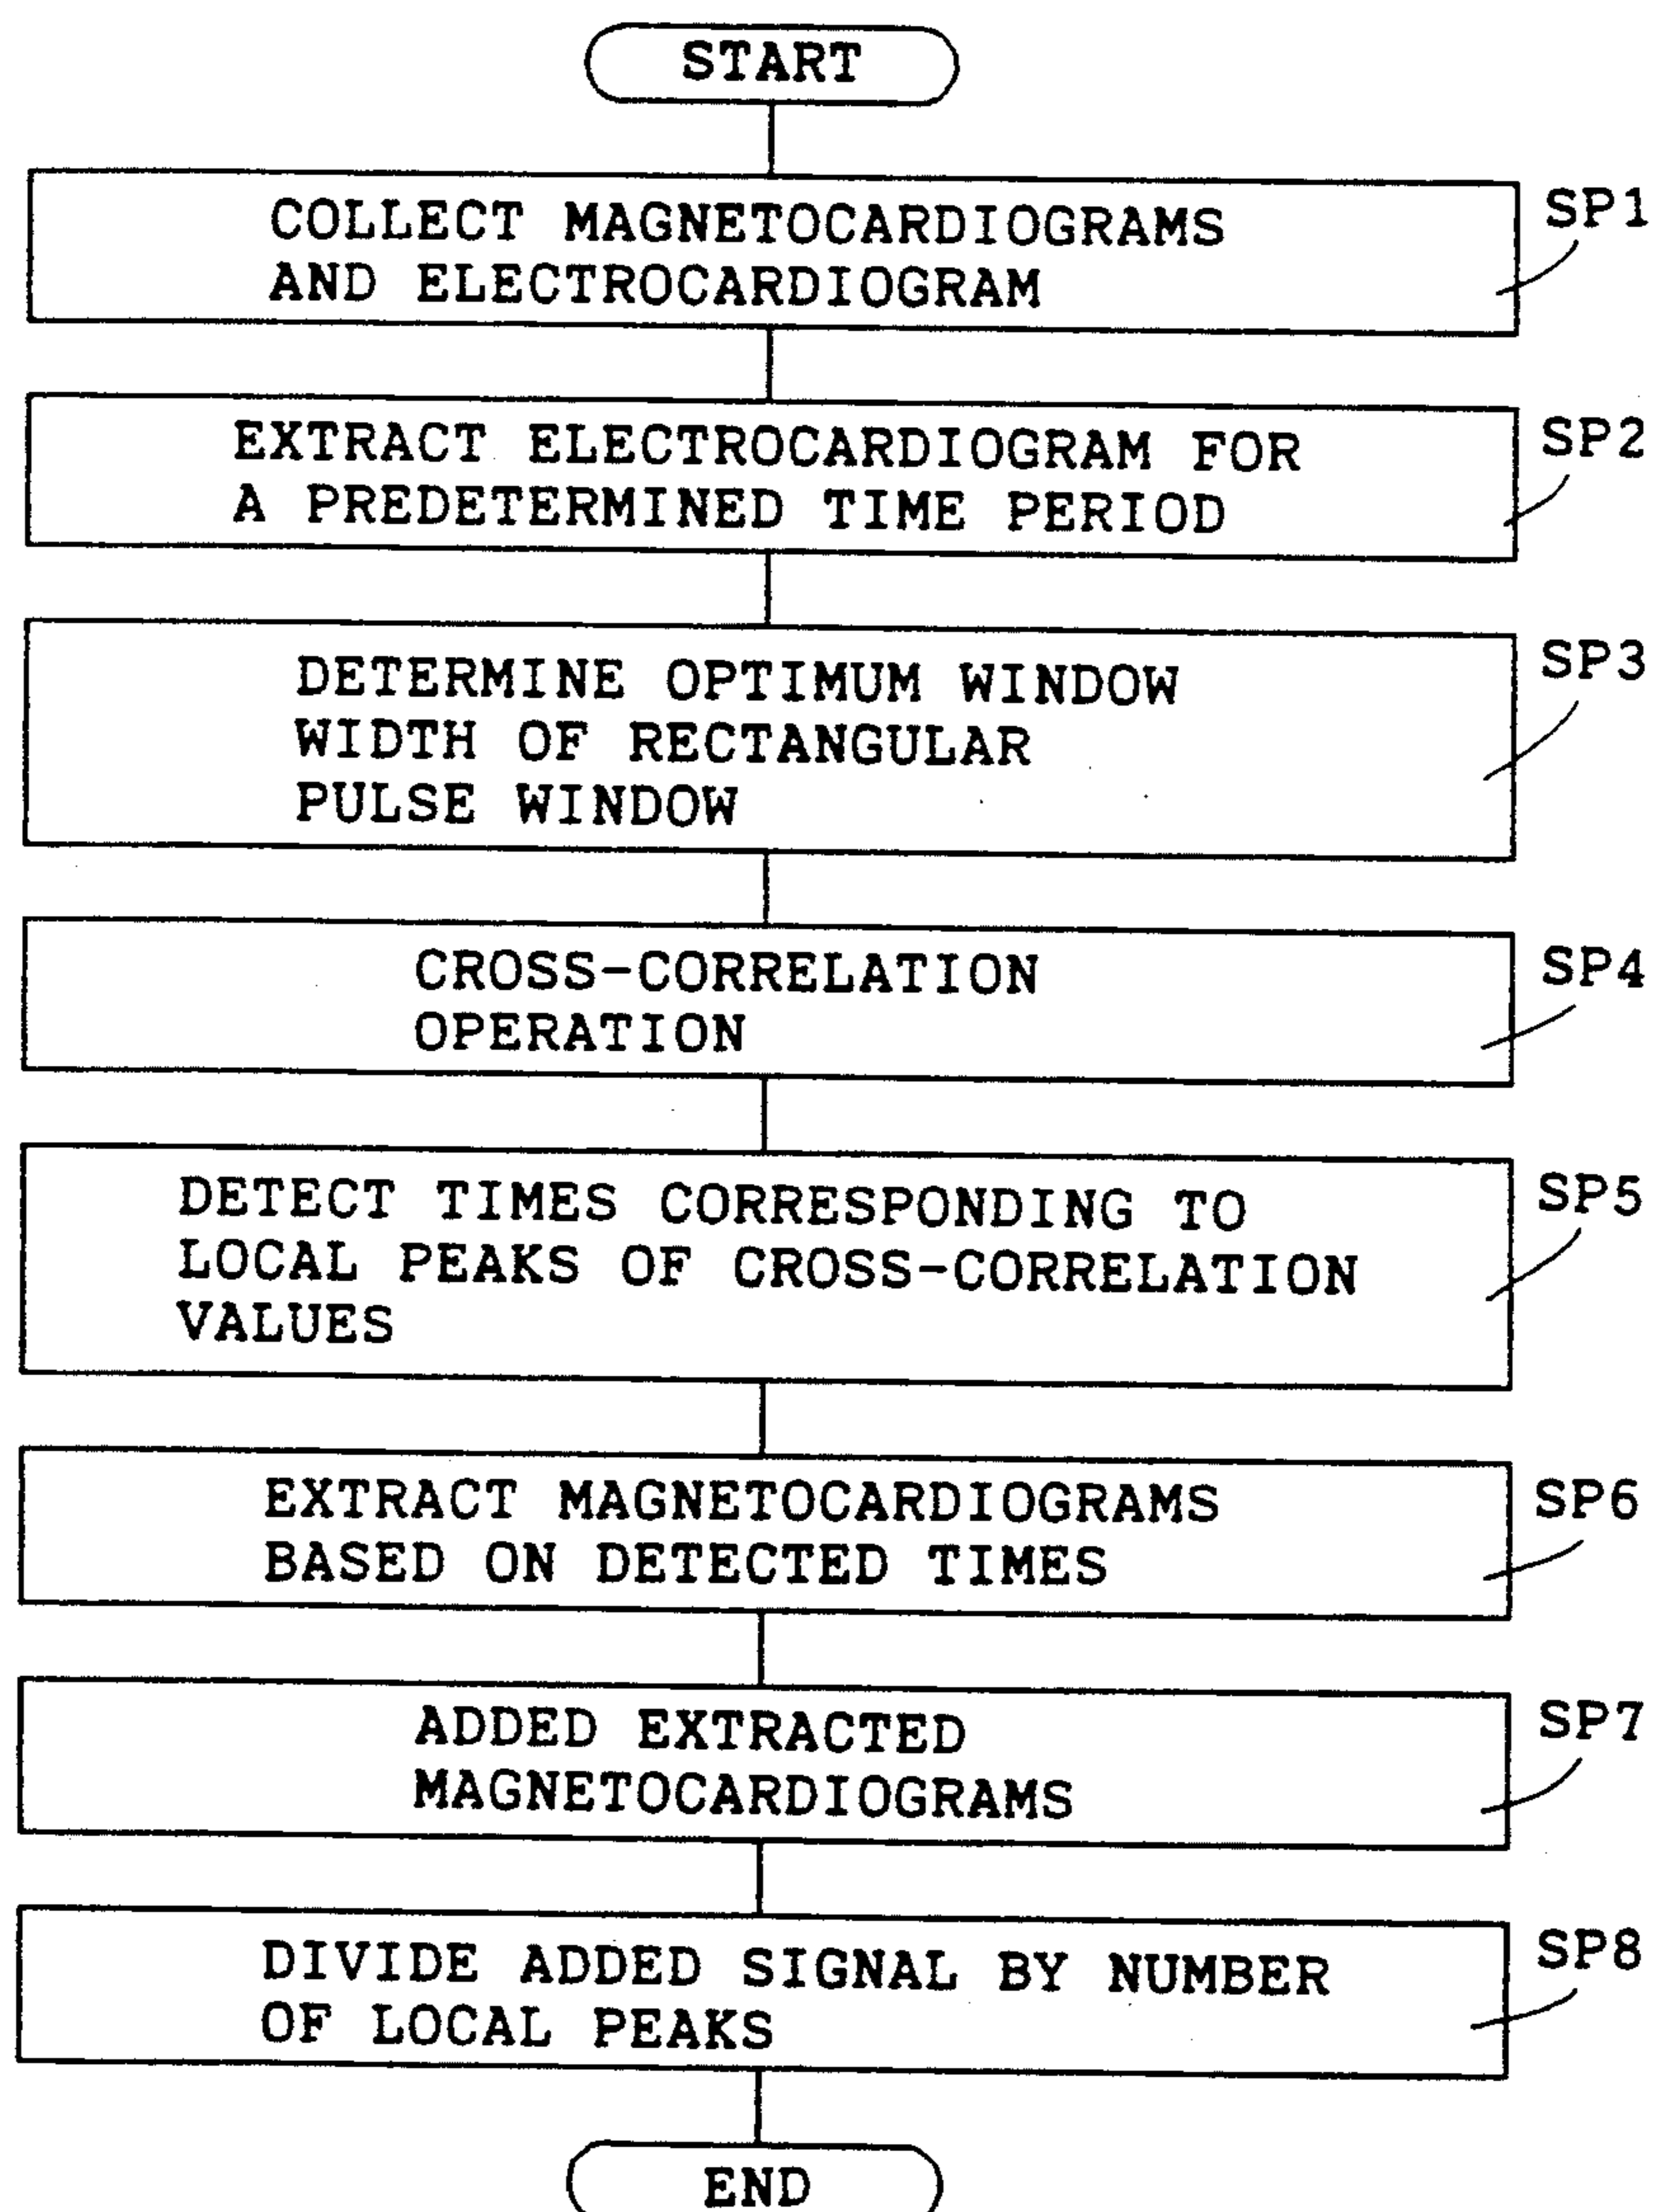 START
COLLECT MAGNETOCARDIOGRAMS
AND ELECTROCARDIOGRAM
SP1
EXTRACT ELECTROCARDIOGRAM FOR
A PREDETERMINED TIME PERIOD
SP2
DETERMINE OPTIMUM WINDOW
WIDTH OF RECTANGULAR
PULSE WINDOW
SP3
CROSS-CORRELATION
OPERATION
SP4
DETECT TIMES CORRESPONDING TO
LOCAL PEAKS OF CROSS-CORRELATION
VALUES
SP5
EXTRACT MAGNETOCARDIOGRAMS
BASED ON DETECTED TIMES
SP6
ADDED EXTRACTED
MAGNETOCARDIOGRAMS
SP7
DIVIDE ADDED SIGNAL BY NUMBER
OF LOCAL PEAKS
SP8
END